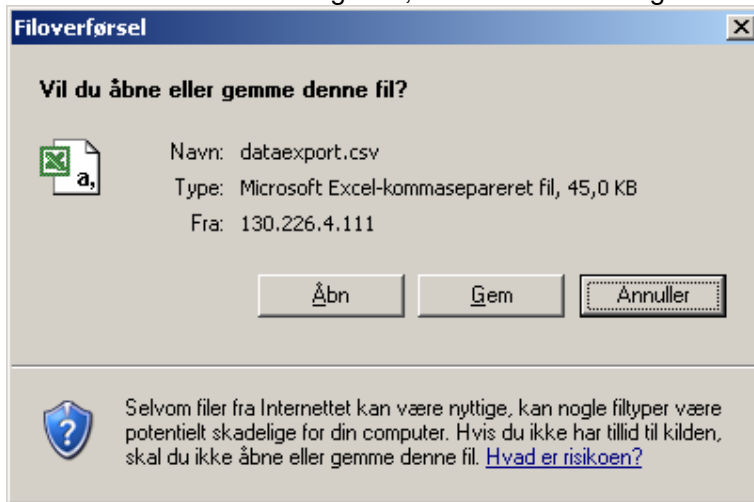 Filoverførsel
Vil du åbne eller gemme denne fil?
Navn: dataexport.csv
Type: Microsoft Excel-kommasepareret fil, 45,0 KB
Fra: 130.226.4.111
Åbn Gem Annuller
Selvom filer fra Internettet kan være nyttige, kan nogle filtyper være
potentielt skadelige for din computer. Hvis du ikke har tillid til kilden,
skal du ikke åbne eller gemme denne fil. Hvad er risikoen?